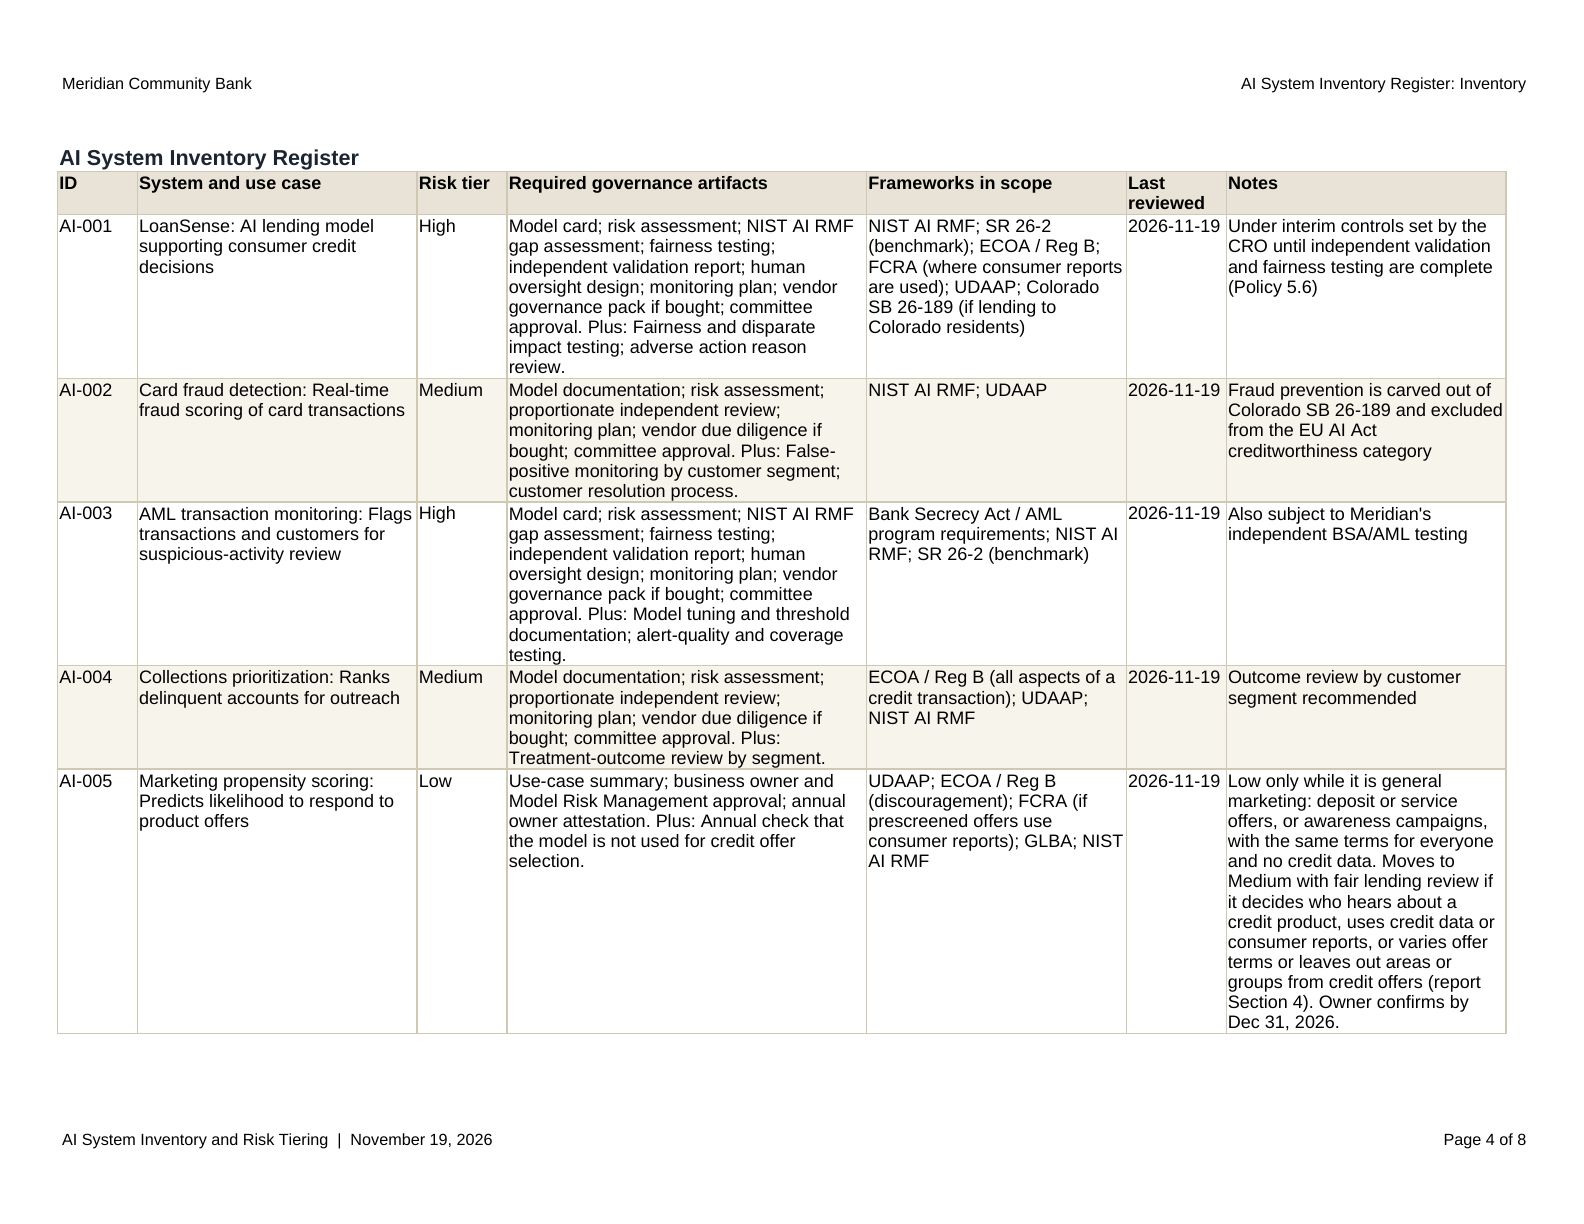 Meridian Community Bank
AI System Inventory Register: Inventory
AI System Inventory Register
ID
System and use case
Risk tier
Required governance artifacts
Frameworks in scope
Last
reviewed
Notes
AI-001
LoanSense: AI lending model
supporting consumer credit
decisions
High
Model card; risk assessment; NIST AI RMF
gap assessment; fairness testing;
independent validation report; human
oversight design; monitoring plan; vendor
governance pack if bought; committee
approval. Plus: Fairness and disparate
impact testing; adverse action reason
review.
NIST AI RMF; SR 26-2
(benchmark); ECOA / Reg B;
FCRA (where consumer reports
are used); UDAAP; Colorado
SB 26-189 (if lending to
Colorado residents)
2026-11-19
Under interim controls set by the
CRO until independent validation
and fairness testing are complete
(Policy 5.6)
AI-002
Card fraud detection: Real-time
fraud scoring of card transactions
Medium
Model documentation; risk assessment;
proportionate independent review;
monitoring plan; vendor due diligence if
bought; committee approval. Plus: False-
positive monitoring by customer segment;
customer resolution process.
NIST AI RMF; UDAAP
2026-11-19
Fraud prevention is carved out of
Colorado SB 26-189 and excluded
from the EU AI Act
creditworthiness category
AI-003
AML transaction monitoring: Flags
transactions and customers for
suspicious-activity review
High
Model card; risk assessment; NIST AI RMF
gap assessment; fairness testing;
independent validation report; human
oversight design; monitoring plan; vendor
governance pack if bought; committee
approval. Plus: Model tuning and threshold
documentation; alert-quality and coverage
testing.
Bank Secrecy Act / AML
program requirements; NIST AI
RMF; SR 26-2 (benchmark)
2026-11-19
Also subject to Meridian's
independent BSA/AML testing
AI-004
Collections prioritization: Ranks
delinquent accounts for outreach
Medium
Model documentation; risk assessment;
proportionate independent review;
monitoring plan; vendor due diligence if
bought; committee approval. Plus:
Treatment-outcome review by segment.
ECOA / Reg B (all aspects of a
credit transaction); UDAAP;
NIST AI RMF
2026-11-19
Outcome review by customer
segment recommended
AI-005
Marketing propensity scoring:
Predicts likelihood to respond to
product offers
Low
Use-case summary; business owner and
Model Risk Management approval; annual
owner attestation. Plus: Annual check that
the model is not used for credit offer
selection.
UDAAP; ECOA / Reg B
(discouragement); FCRA (if
prescreened offers use
consumer reports); GLBA; NIST
AI RMF
2026-11-19
Low only while it is general
marketing: deposit or service
offers, or awareness campaigns,
with the same terms for everyone
and no credit data. Moves to
Medium with fair lending review if
it decides who hears about a
credit product, uses credit data or
consumer reports, or varies offer
terms or leaves out areas or
groups from credit offers (report
Section 4). Owner confirms by
Dec 31, 2026.
AI System Inventory and Risk Tiering | November 19, 2026
Page 4 of 8